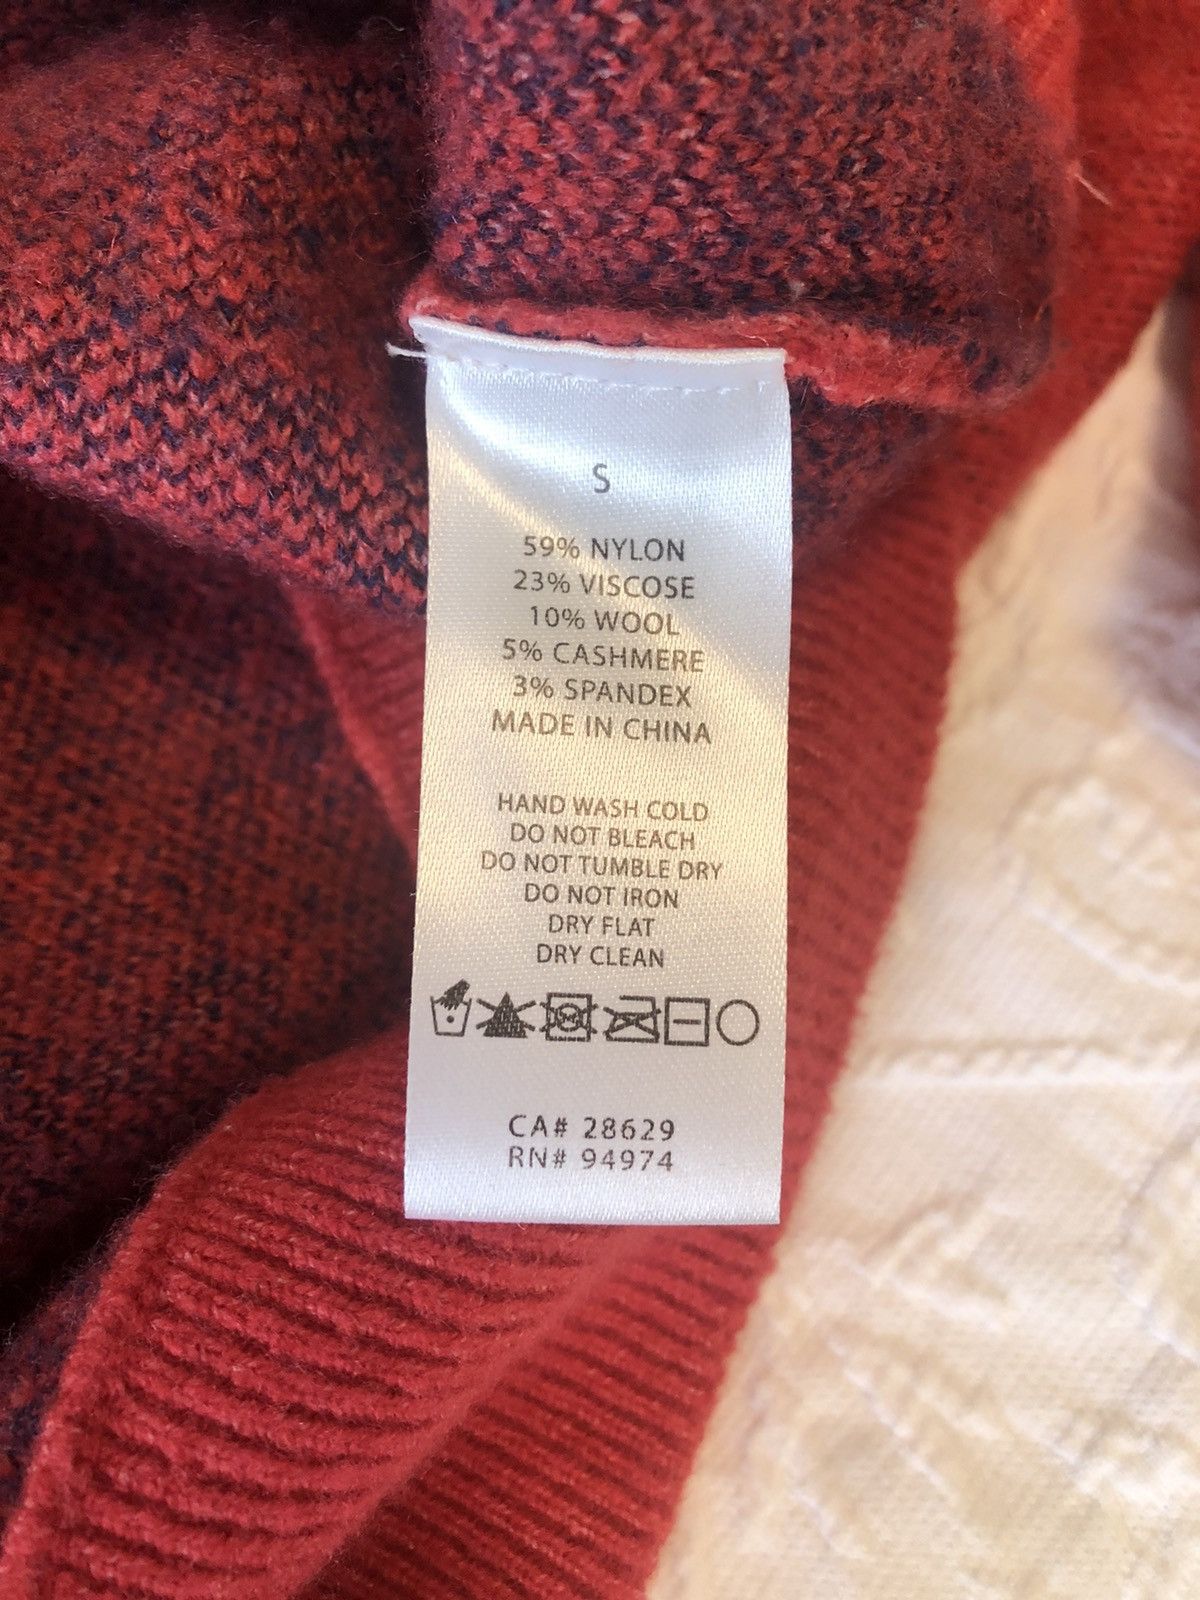 S
59% NYLON
23% VISCOSE
10% WOOL
5% CASHMERE
3% SPANDEX
MADE IN CHINA
HAND WASH COLD
DO NOT BLEACH
DO NOT TUMBLE DRY
DO NOT IRON
DRY FLAT
DRY CLEAN
CA# 28629
RN# 94974